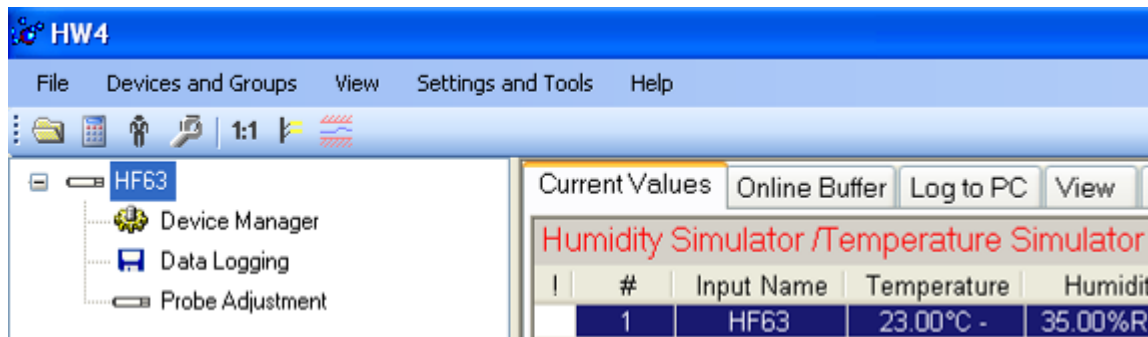 HW4
File Devices and Groups View Settings and Tools Help
1:1
HF63
Device Manager
Data Logging
Probe Adjustment
Current Values Online Buffer Log to PC View
Humidity Simulator /Temperature Simulator
! # Input Name Temperature Humidit
1 HF63 23.00°C - 35.00%R